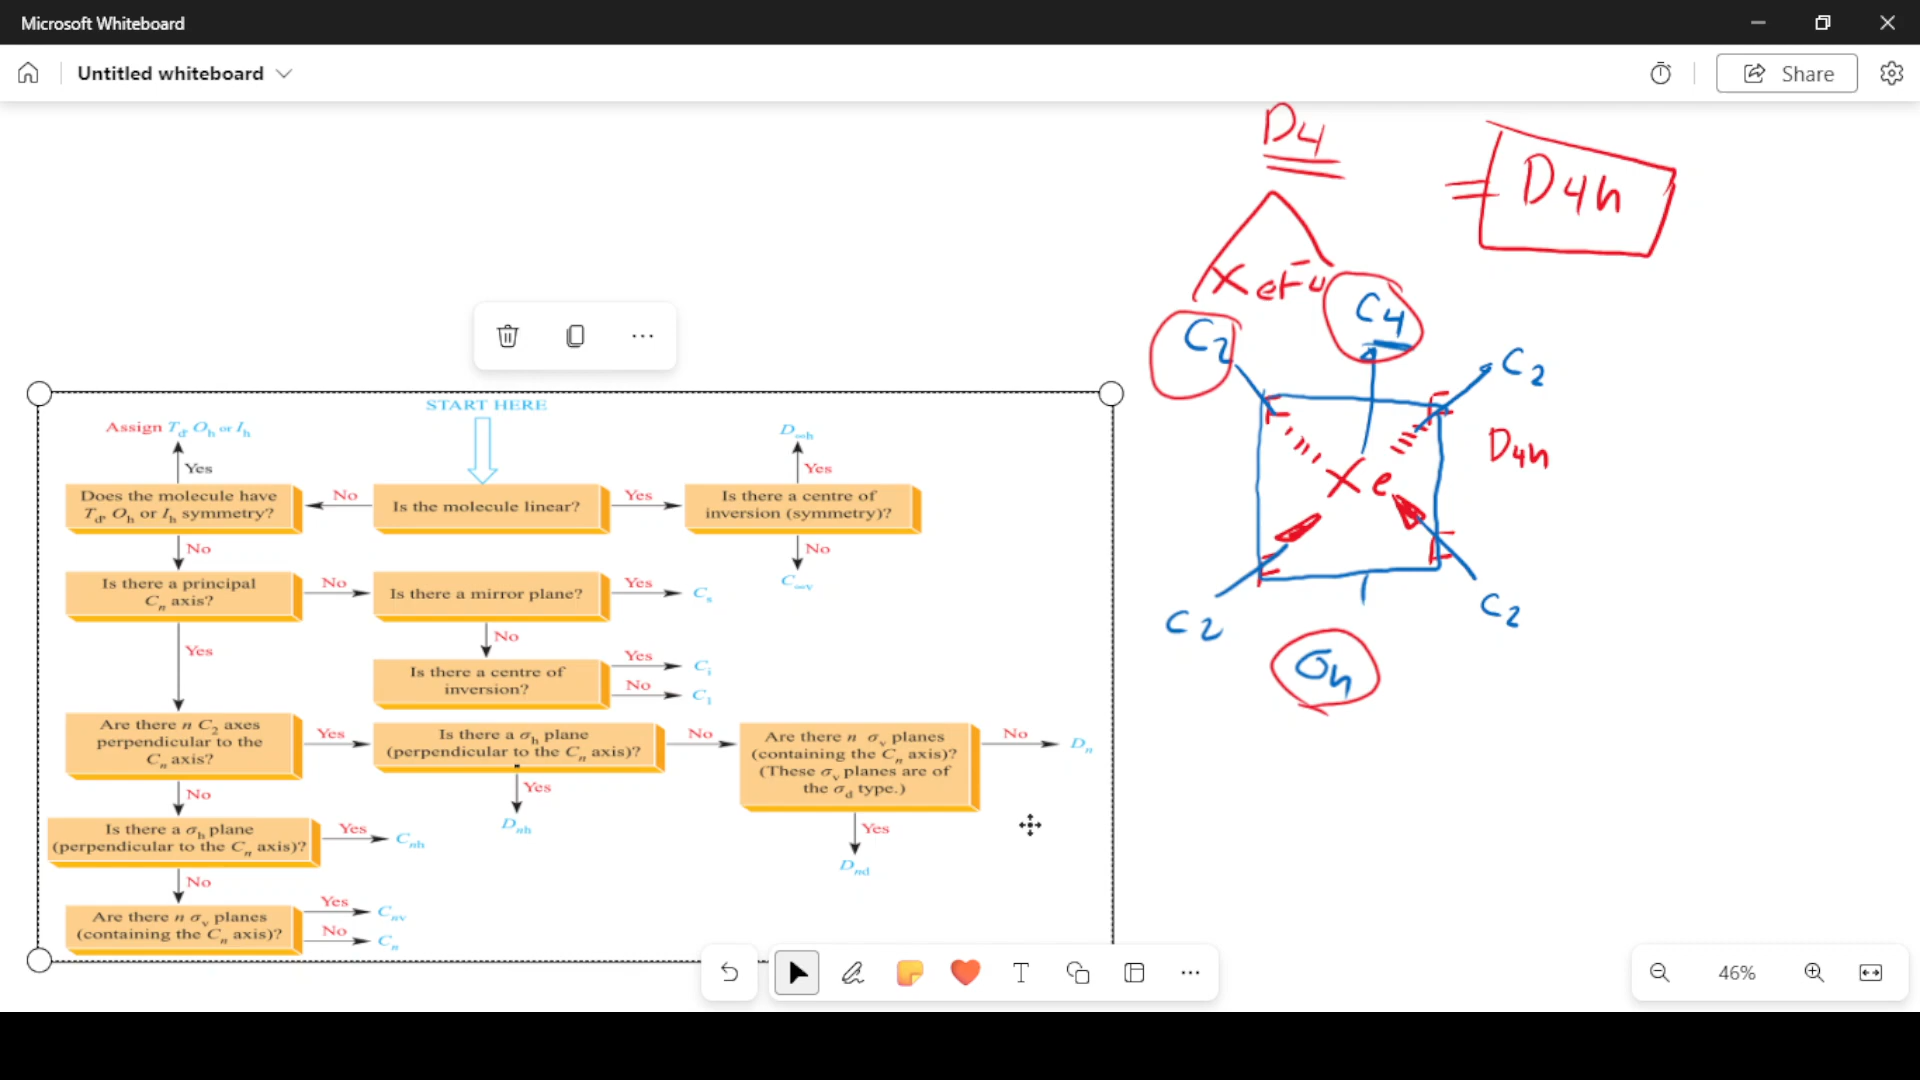 Microsoft Whiteboard
Untitled whiteboard
Share
D4
= D4h
XeF4
C4
C2
C2
F
F
D4h
Xe
F
F
C2
C2
σh
START HERE
Assign Td, Oh or Ih
D∞h
Yes
Yes
Does the molecule have
Td, Oh or Ih symmetry?
No
Is the molecule linear?
Yes
Is there a centre of
inversion (symmetry)?
No
No
Is there a principal
Cn axis?
No
Is there a mirror plane?
Yes
Cs
C∞v
Yes
No
Is there a centre of
inversion?
Yes
Ci
No
C1
Are there n C2 axes
perpendicular to the
Cn axis?
Yes
Is there a σh plane
(perpendicular to the Cn axis)?
No
Are there n σv planes
(containing the Cn axis)?
(These σv planes are of
the σd type.)
No
Dn
No
Yes
Dnh
Yes
Dnd
Is there a σh plane
(perpendicular to the Cn axis)?
Yes
Cnh
No
Are there n σv planes
(containing the Cn axis)?
Yes
Cnv
No
Cn
46%